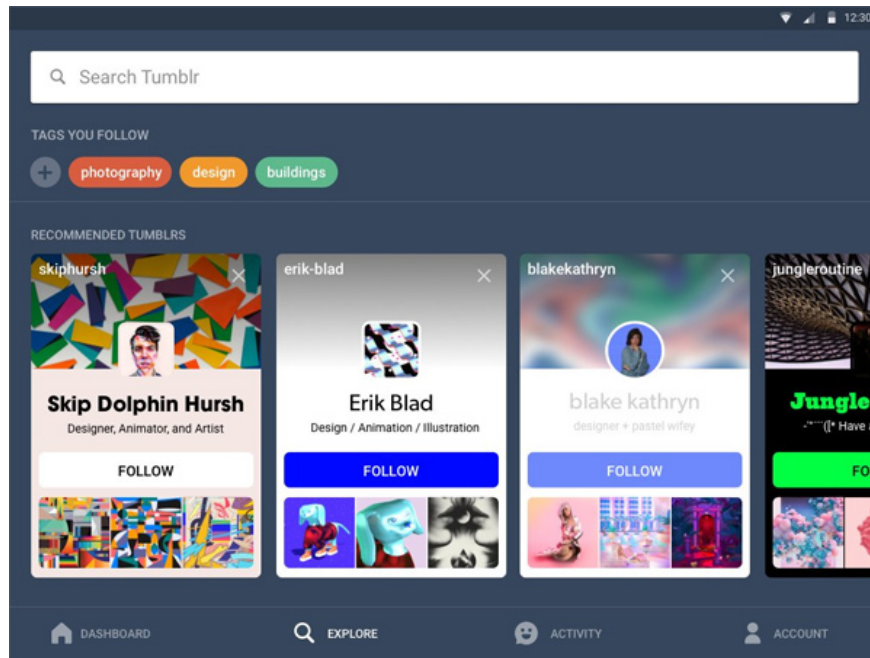 12:30
Search Tumblr
TAGS YOU FOLLOW
photography design buildings
RECOMMENDED TUMBLRS
skiphursh erik-blad blakekathryn jungleroutine
Skip Dolphin Hursh Erik Blad blake kathryn Jungle
Designer, Animator, and Artist Design / Animation / Illustration designer + pastel wifey Have a
FOLLOW FOLLOW FOLLOW FO
DASHBOARD EXPLORE ACTIVITY ACCOUNT